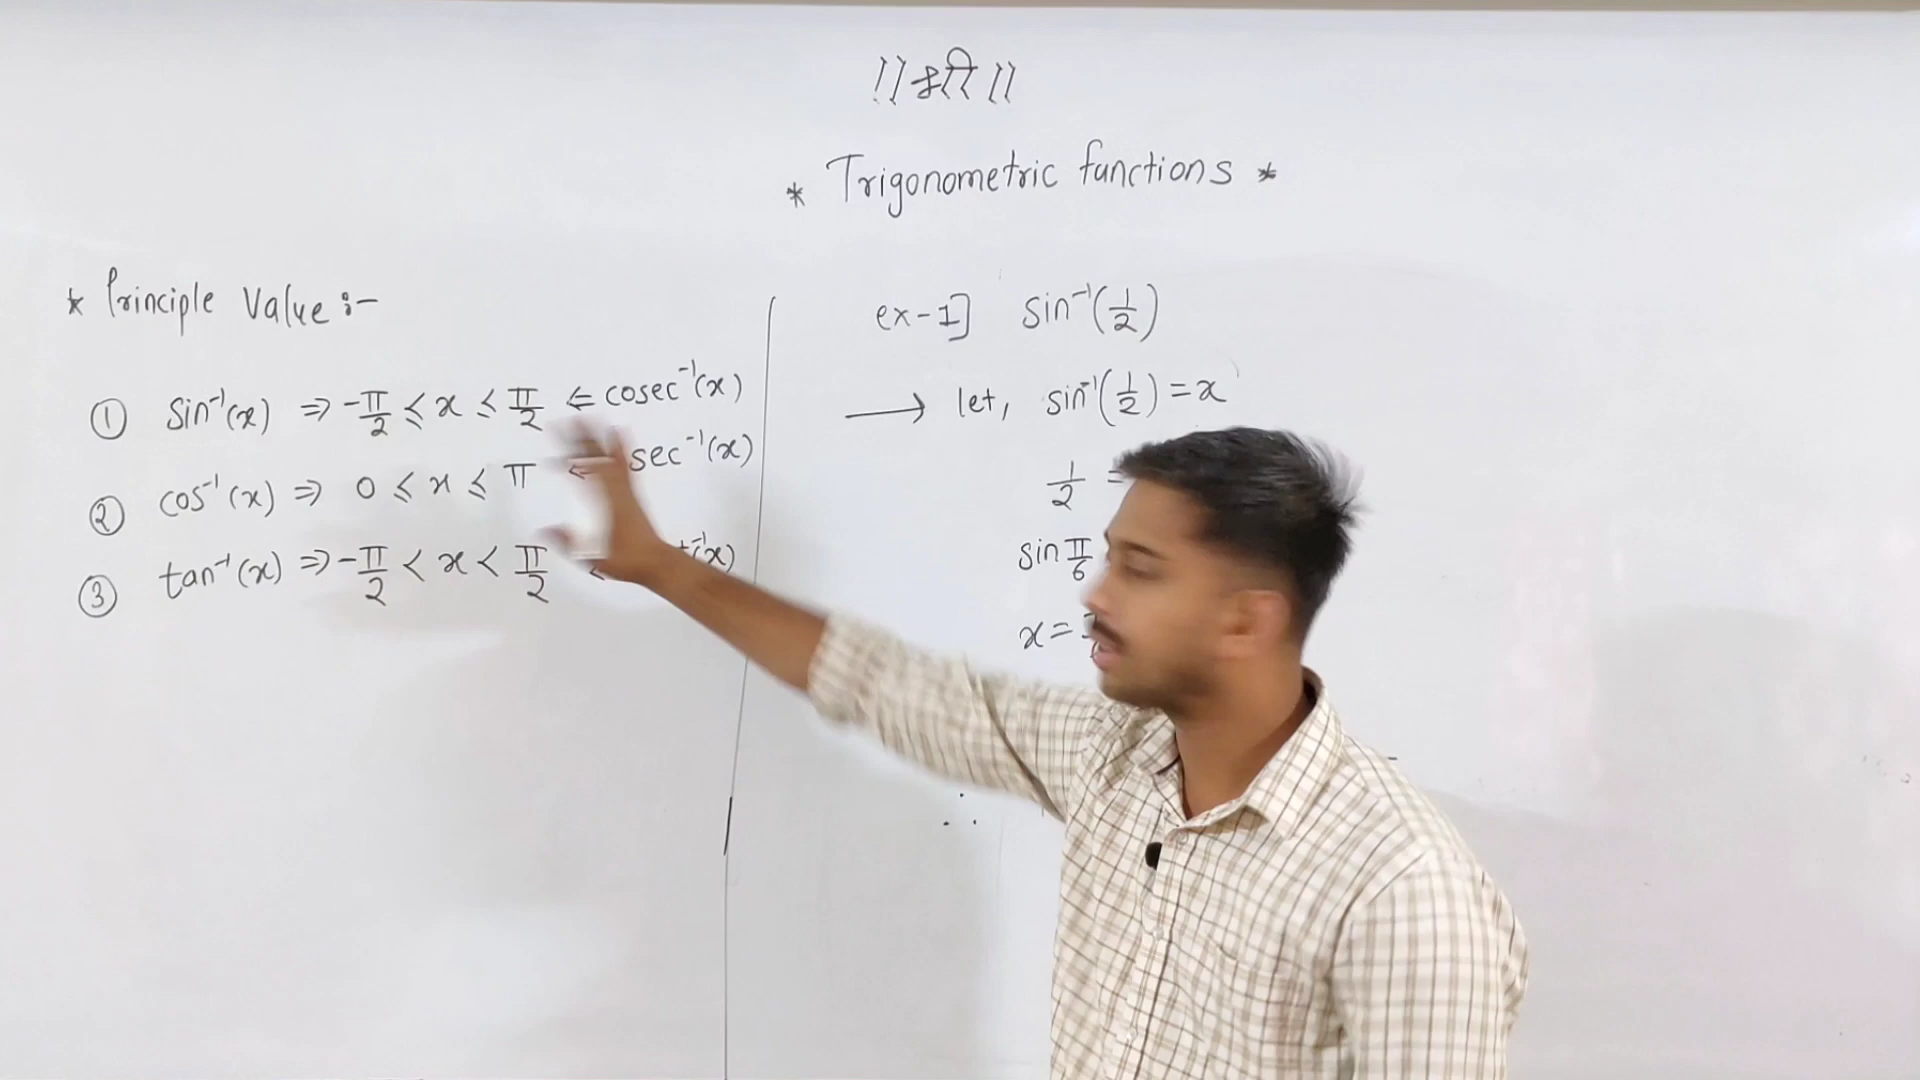 ।। श्री ।।
* Trigonometric functions *
* Principle Value :-
① sin⁻¹(x) ⇒ -π/2 ≤ x ≤ π/2 ⇐ cosec⁻¹(x)
② cos⁻¹(x) ⇒ 0 ≤ x ≤ π ⇐ sec⁻¹(x)
③ tan⁻¹(x) ⇒ -π/2 < x < π/2
ex-1] sin⁻¹(1/2)
⟶ let, sin⁻¹(1/2) = x
1/2 =
sin π/6
x =
∴